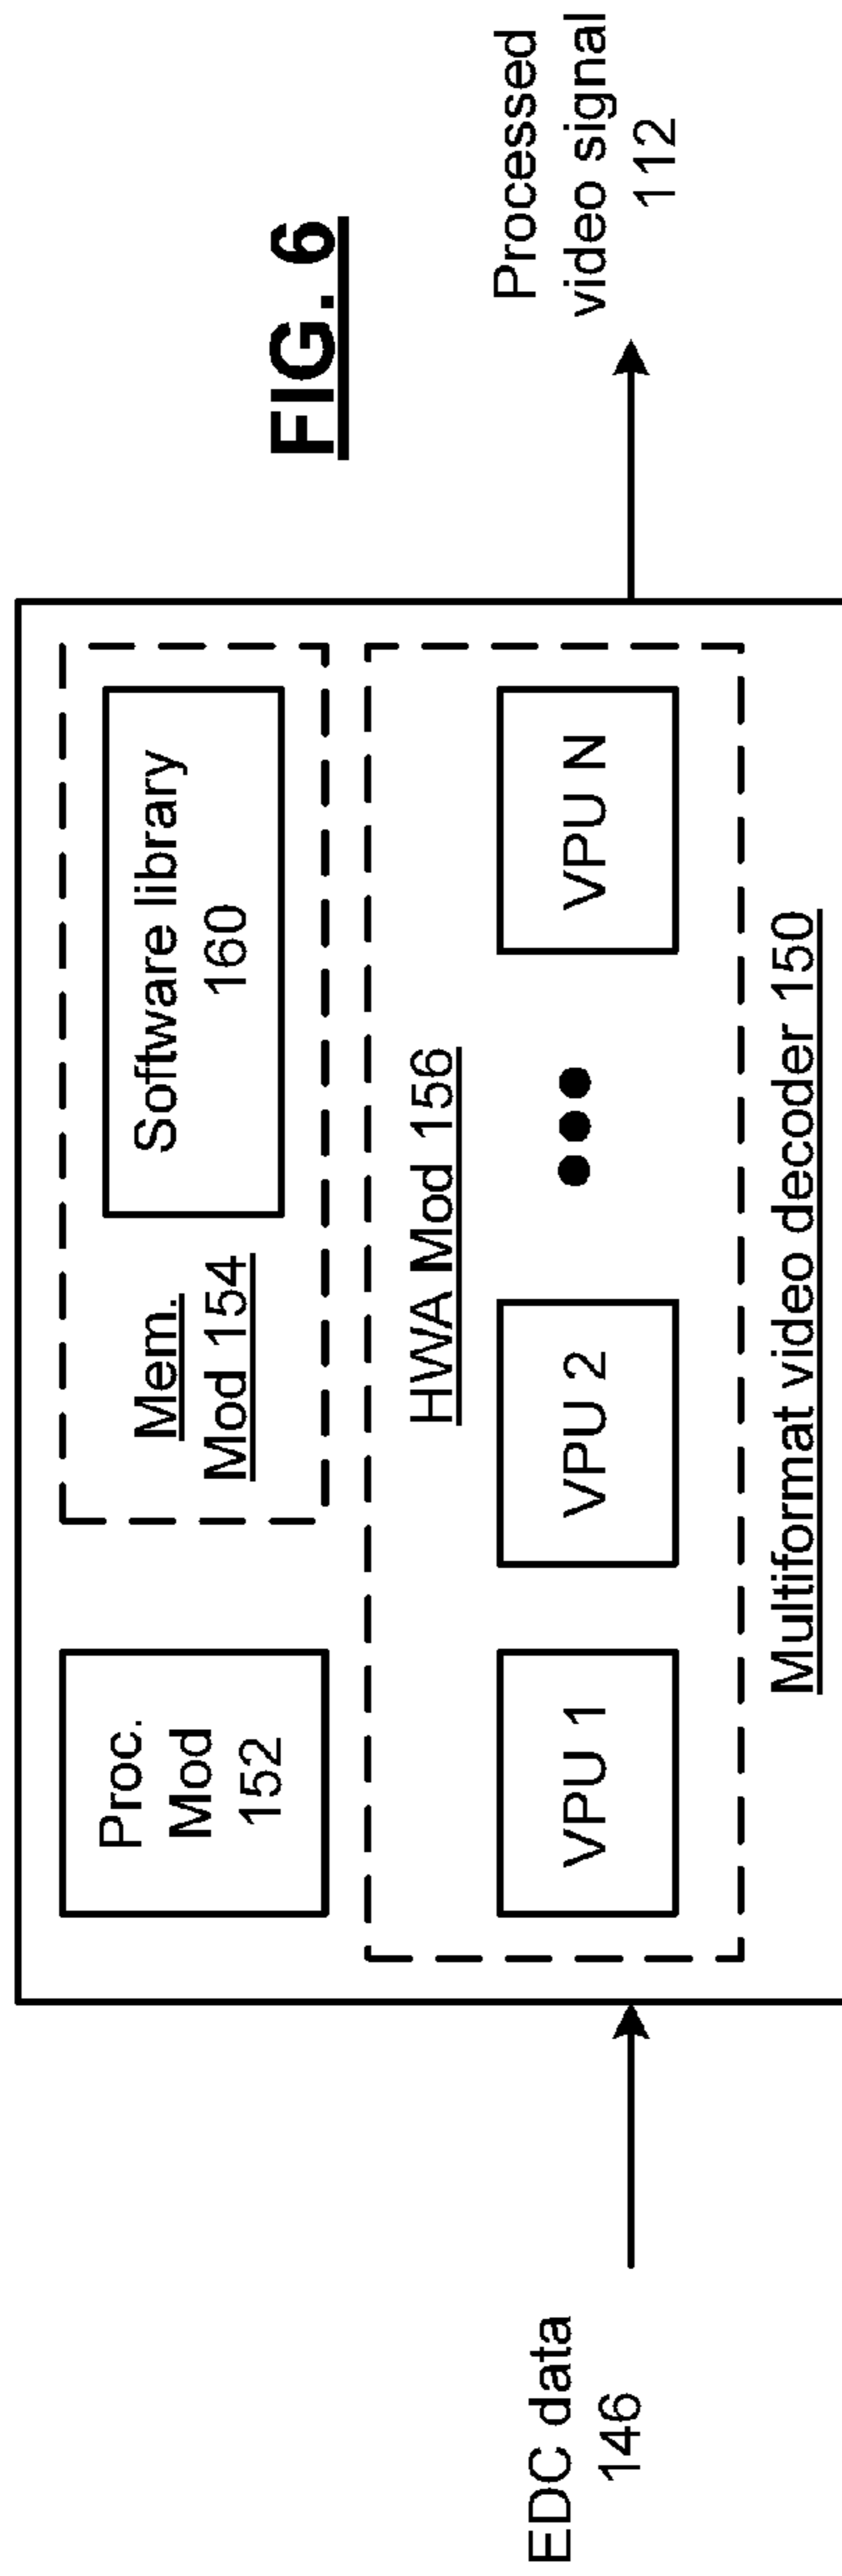 FIG. 6
EDC data
146
Proc.
Mod
152
Mem.
Mod 154
Software library
160
HWA Mod 156
VPU 1
VPU 2
VPU N
Multiformat video decoder 150
Processed
video signal
112